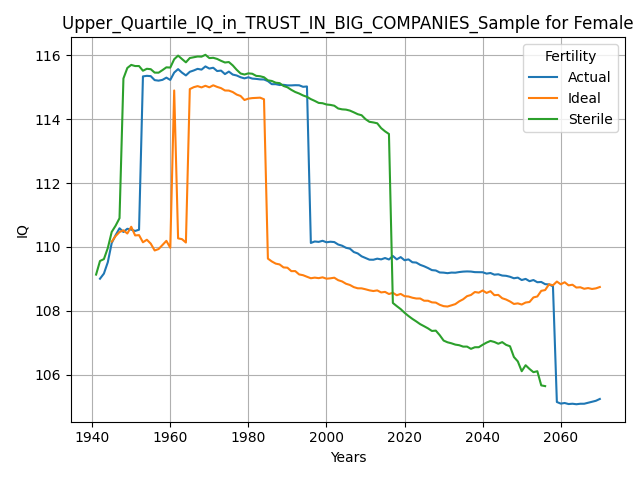 Upper_Quartile_IQ_in_TRUST_IN_BIG_COMPANIES_Sample for Female
Fertility
Actual
Ideal
Sterile
116
114
112
110
108
106
IQ
1940
1960
1980
2000
2020
2040
2060
Years